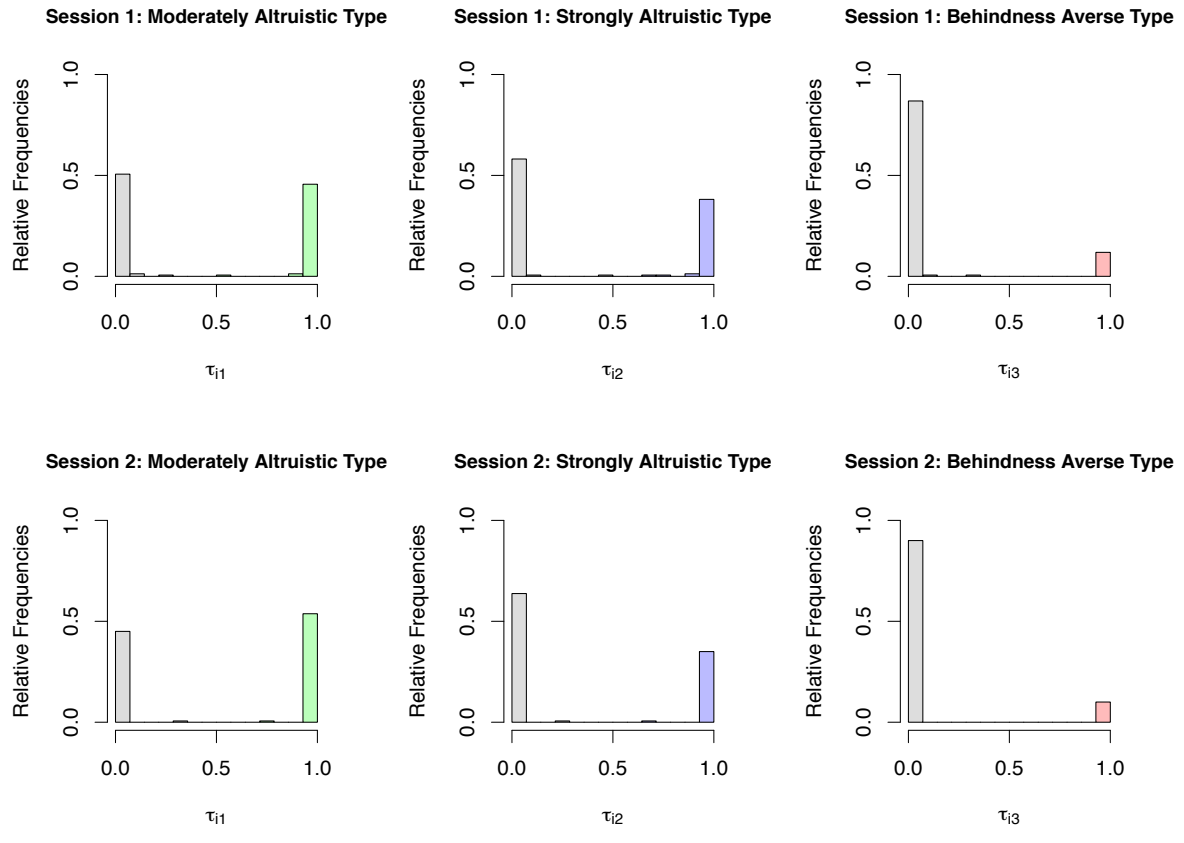 Session 1: Moderately Altruistic Type
Relative Frequencies
1.0
0.5
0.0
0.0 0.5 1.0
τi1
Session 1: Strongly Altruistic Type
Relative Frequencies
1.0
0.5
0.0
0.0 0.5 1.0
τi2
Session 1: Behindness Averse Type
Relative Frequencies
1.0
0.5
0.0
0.0 0.5 1.0
τi3
Session 2: Moderately Altruistic Type
Relative Frequencies
1.0
0.5
0.0
0.0 0.5 1.0
τi1
Session 2: Strongly Altruistic Type
Relative Frequencies
1.0
0.5
0.0
0.0 0.5 1.0
τi2
Session 2: Behindness Averse Type
Relative Frequencies
1.0
0.5
0.0
0.0 0.5 1.0
τi3